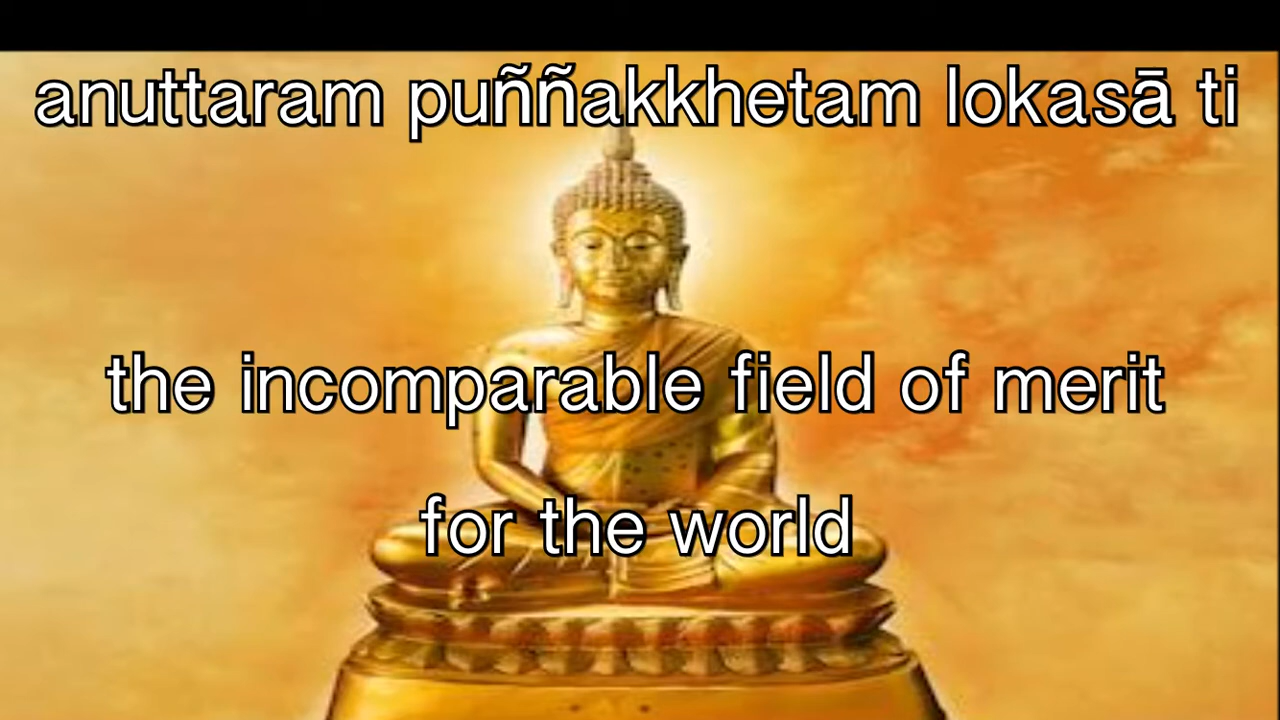 anuttaram puññakkhetam lokasā ti
the incomparable field of merit
for the world